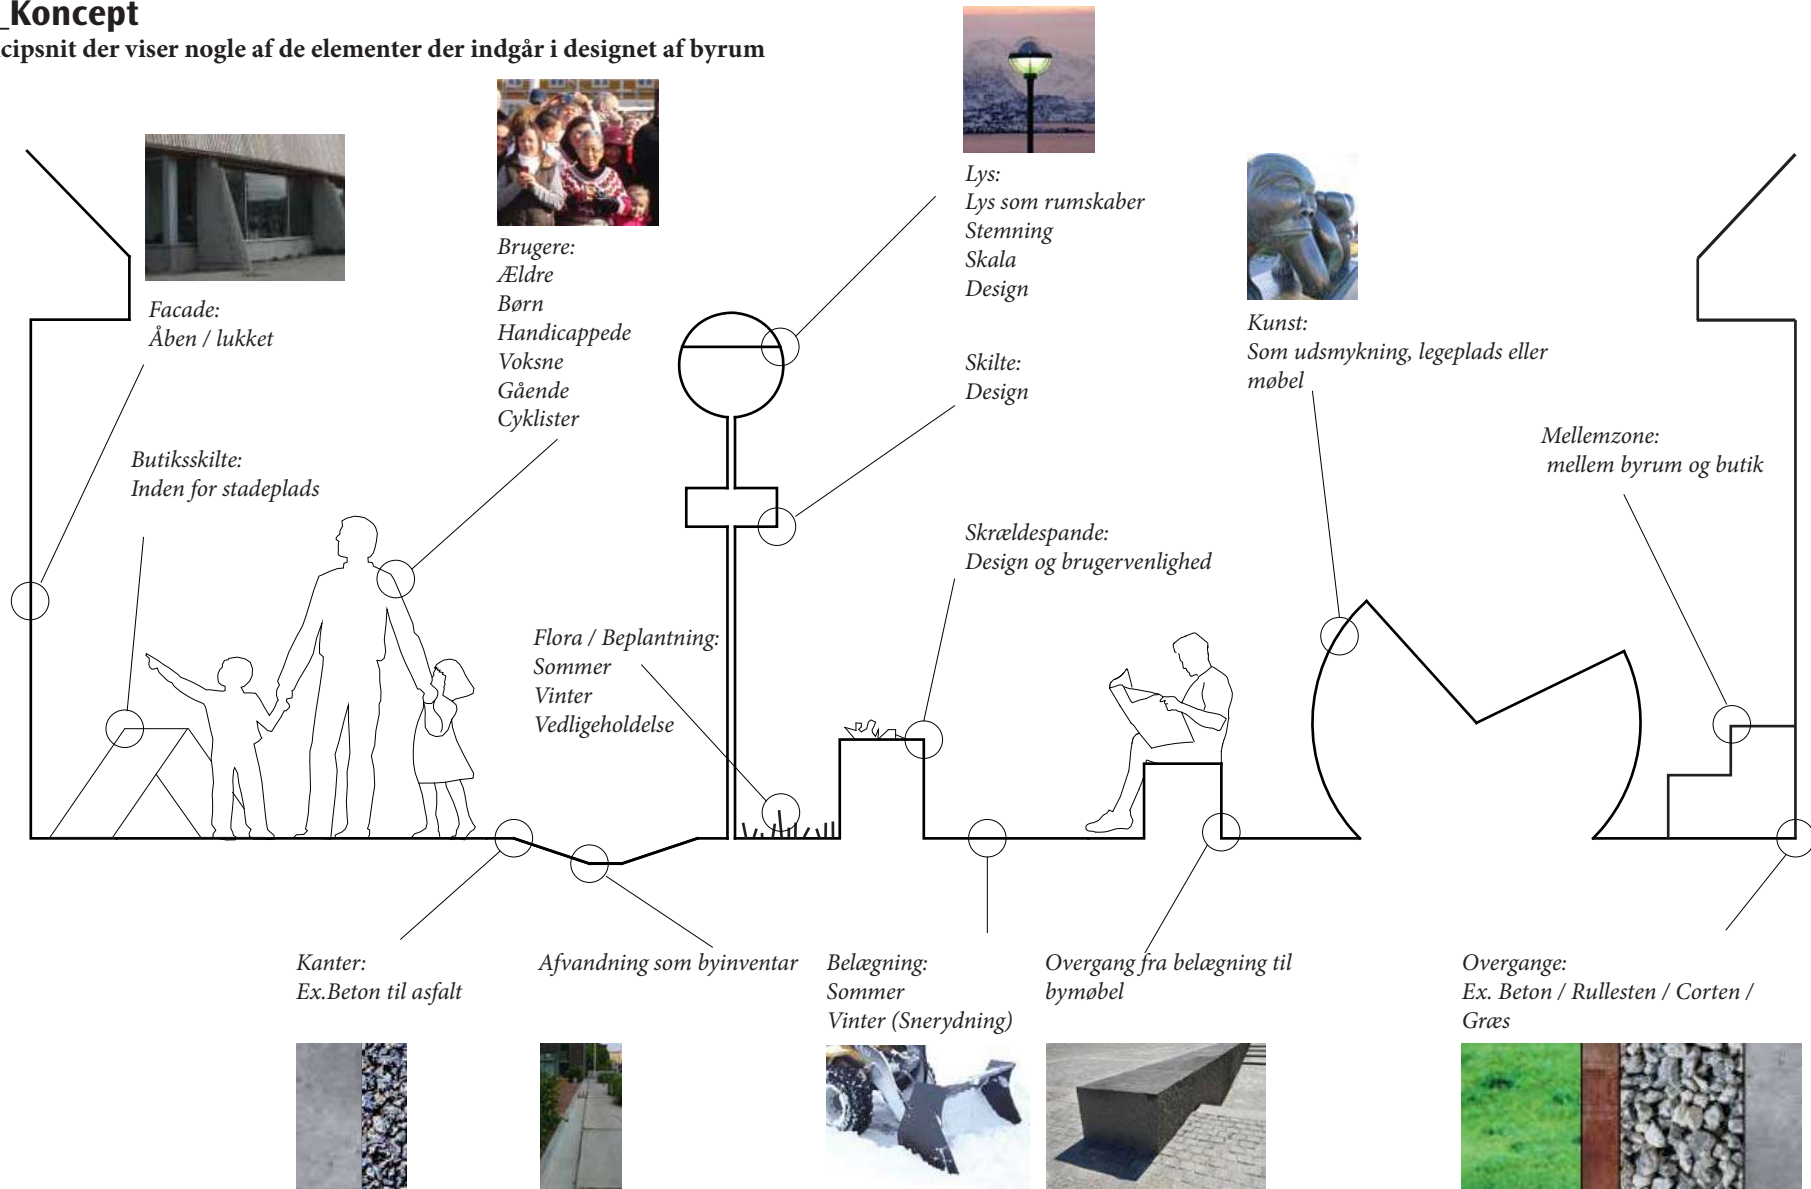 _Koncept
cipsnit der viser nogle af de elementer der indgår i designet af byrum
Facade:
Åben / lukket
Butiksskilte:
Inden for stadeplads
Brugere:
Ældre
Børn
Handicappede
Voksne
Gående
Cyklister
Flora / Beplantning:
Sommer
Vinter
Vedligeholdelse
Lys:
Lys som rumskaber
Stemning
Skala
Design
Skilte:
Design
Skrældespande:
Design og brugervenlighed
Kunst:
Som udsmykning, legeplads eller
møbel
Mellemzone:
mellem byrum og butik
Kanter:
Ex.Beton til asfalt
Afvandning som byinventar
Belægning:
Sommer
Vinter (Snerydning)
Overgang fra belægning til
bymøbel
Overgange:
Ex. Beton / Rullesten / Corten /
Græs